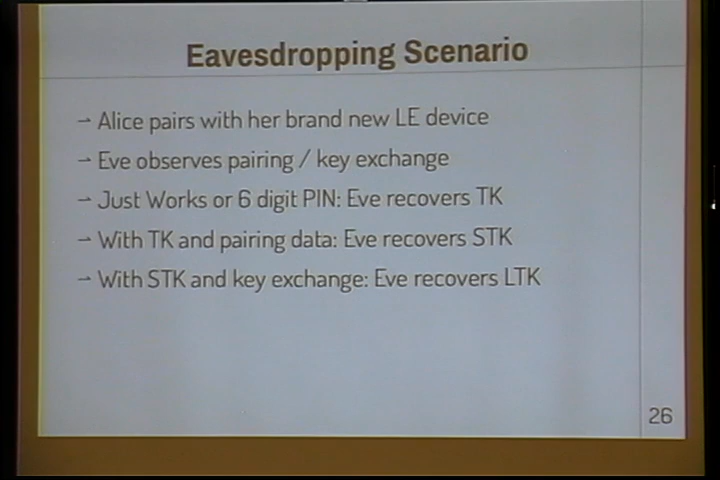 Eavesdropping Scenario
⇀ Alice pairs with her brand new LE device
⇀ Eve observes pairing / key exchange
⇀ Just Works or 6 digit PIN: Eve recovers TK
⇀ With TK and pairing data: Eve recovers STK
⇀ With STK and key exchange: Eve recovers LTK
26